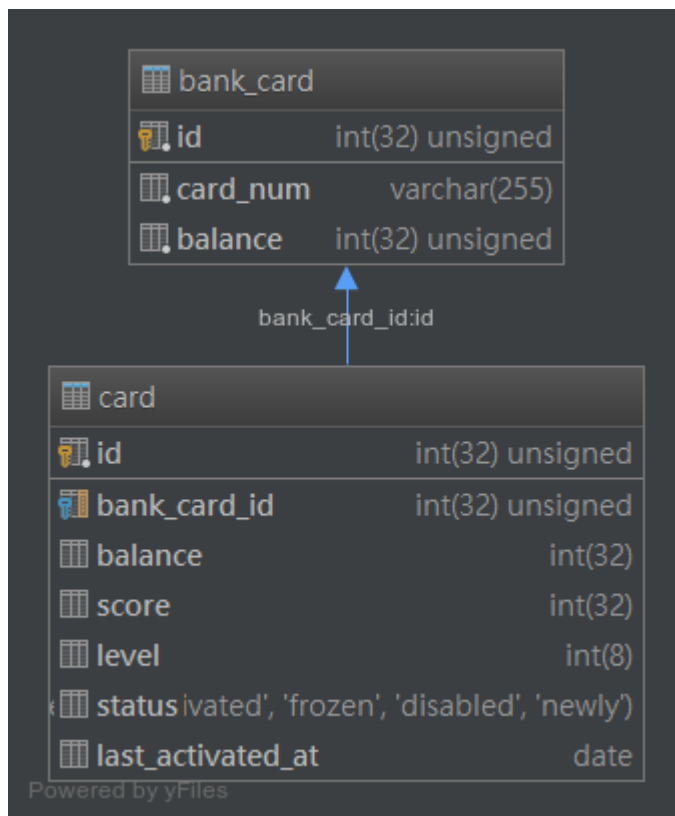 bank_card
id int(32) unsigned
card_num varchar(255)
balance int(32) unsigned
bank_card_id:id
card
id int(32) unsigned
bank_card_id int(32) unsigned
balance int(32)
score int(32)
level int(8)
status ivated', 'frozen', 'disabled', 'newly')
last_activated_at date
Powered by yFiles